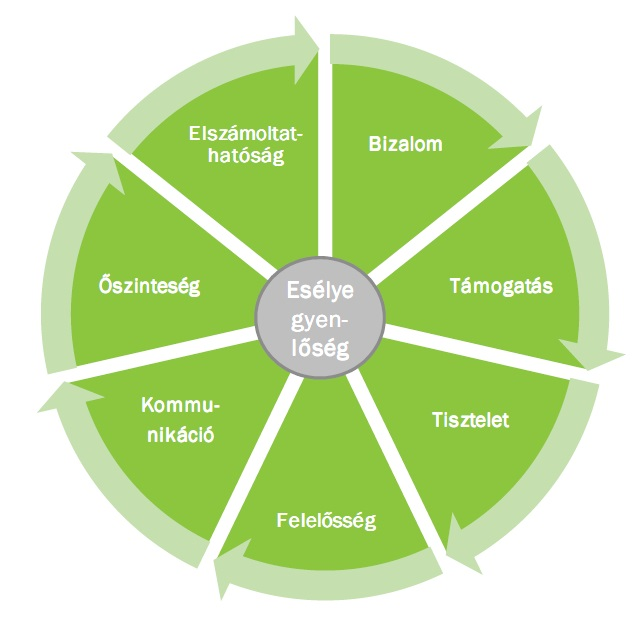 Elszámoltat-
hatóság
Bizalom
Őszinteség
Esélye
gyen-
lőség
Támogatás
Kommu-
nikáció
Tisztelet
Felelősség